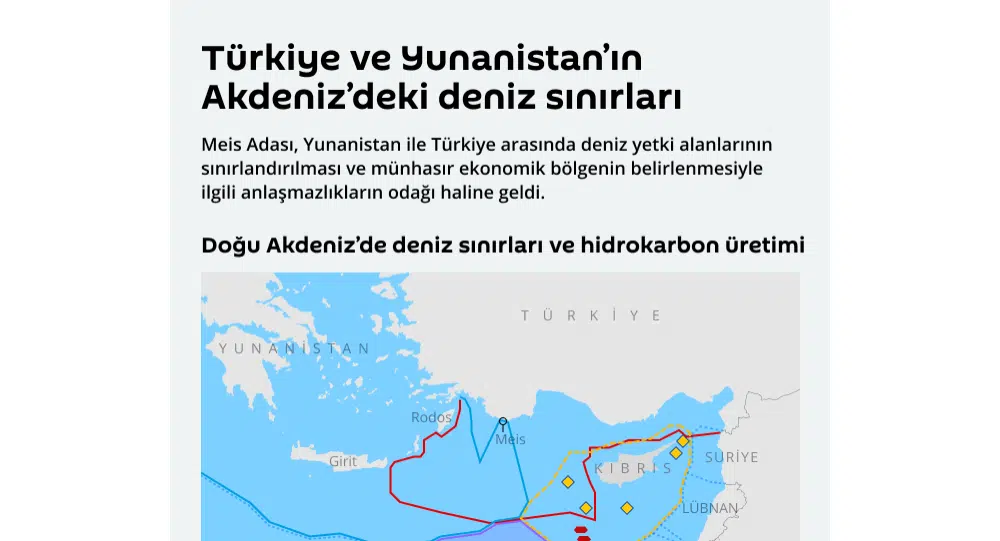 Türkiye ve Yunanistan’ın
Akdeniz’deki deniz sınırları
Meis Adası, Yunanistan ile Türkiye arasında deniz yetki alanlarının
sınırlandırılması ve münhasır ekonomik bölgenin belirlenmesiyle
ilgili anlaşmazlıkların odağı haline geldi.
Doğu Akdeniz’de deniz sınırları ve hidrokarbon üretimi
TÜRKİYE
YUNANİSTAN
Rodos
Meis
Girit
KIBRIS
SURİYE
LÜBNAN